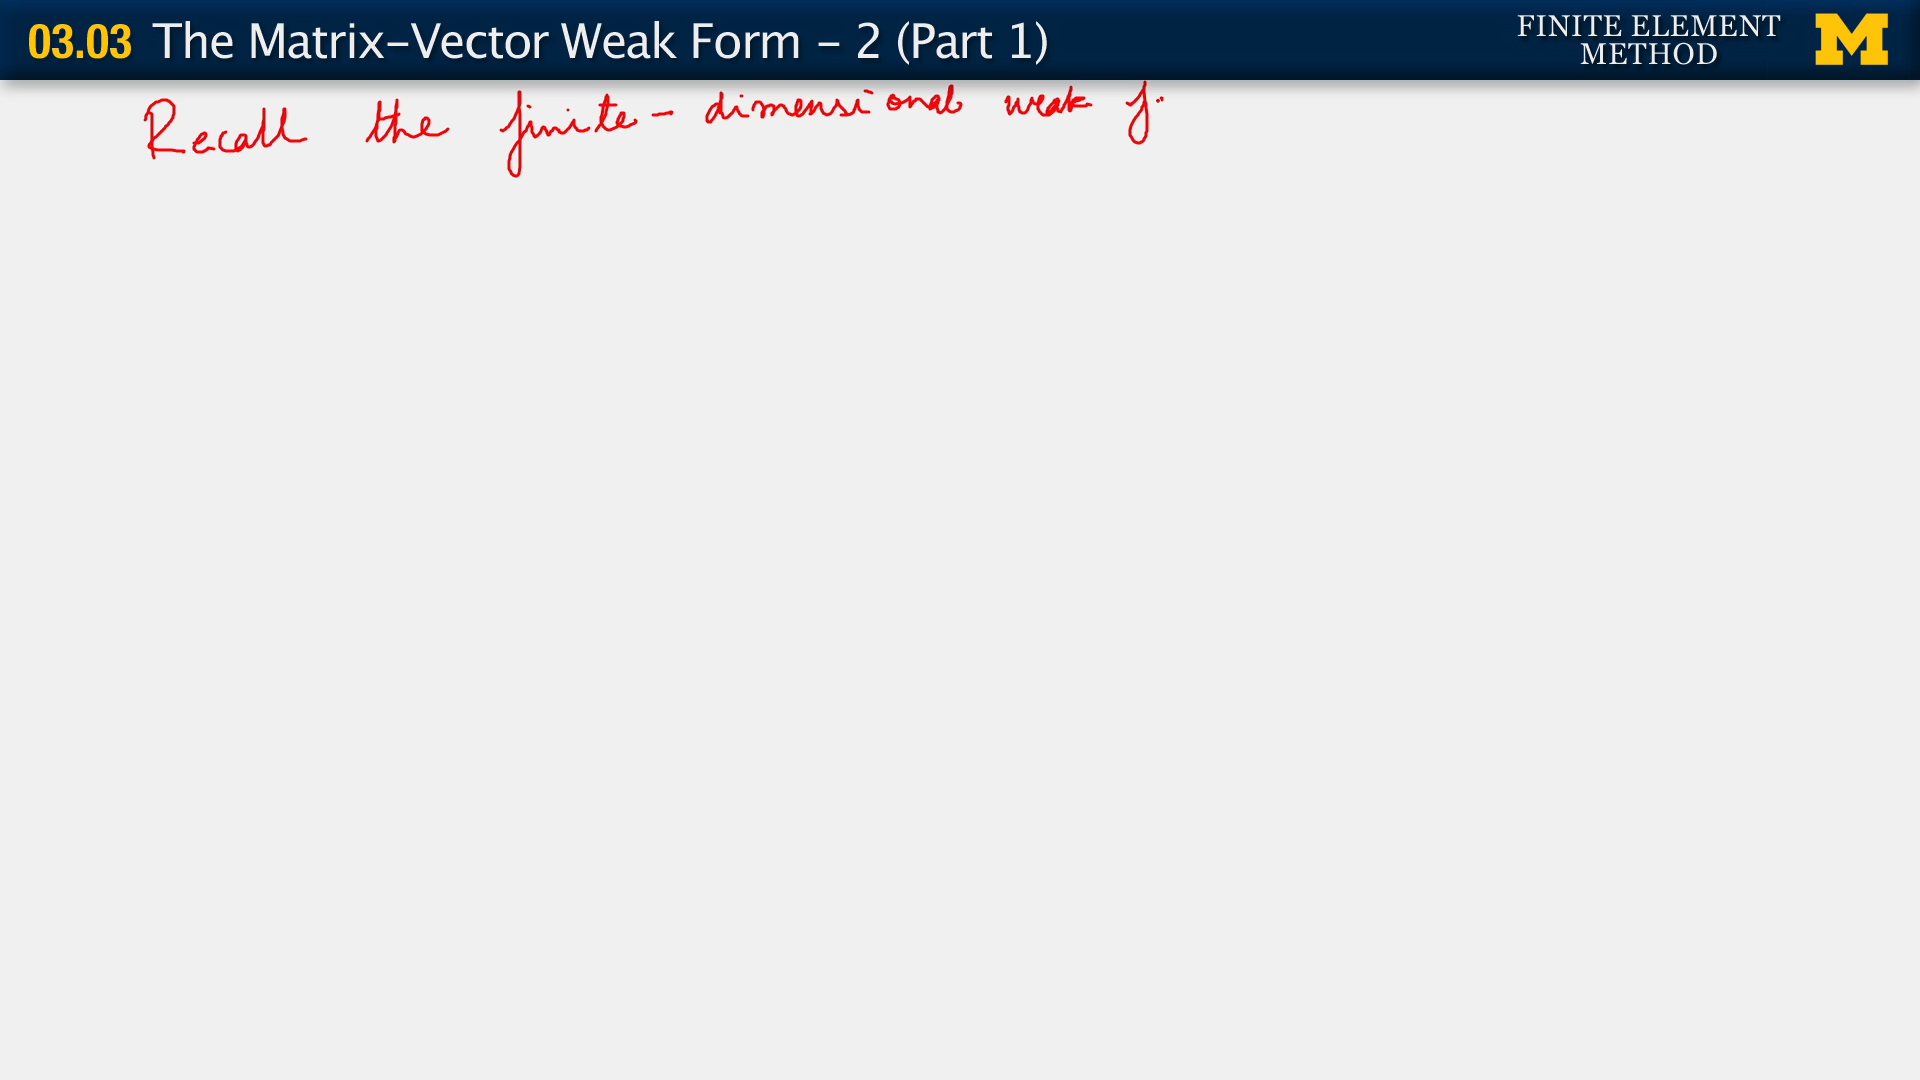 03.03 The Matrix-Vector Weak Form - 2 (Part 1)
FINITE ELEMENT
METHOD
M
Recall the finite-dimensional weak f.